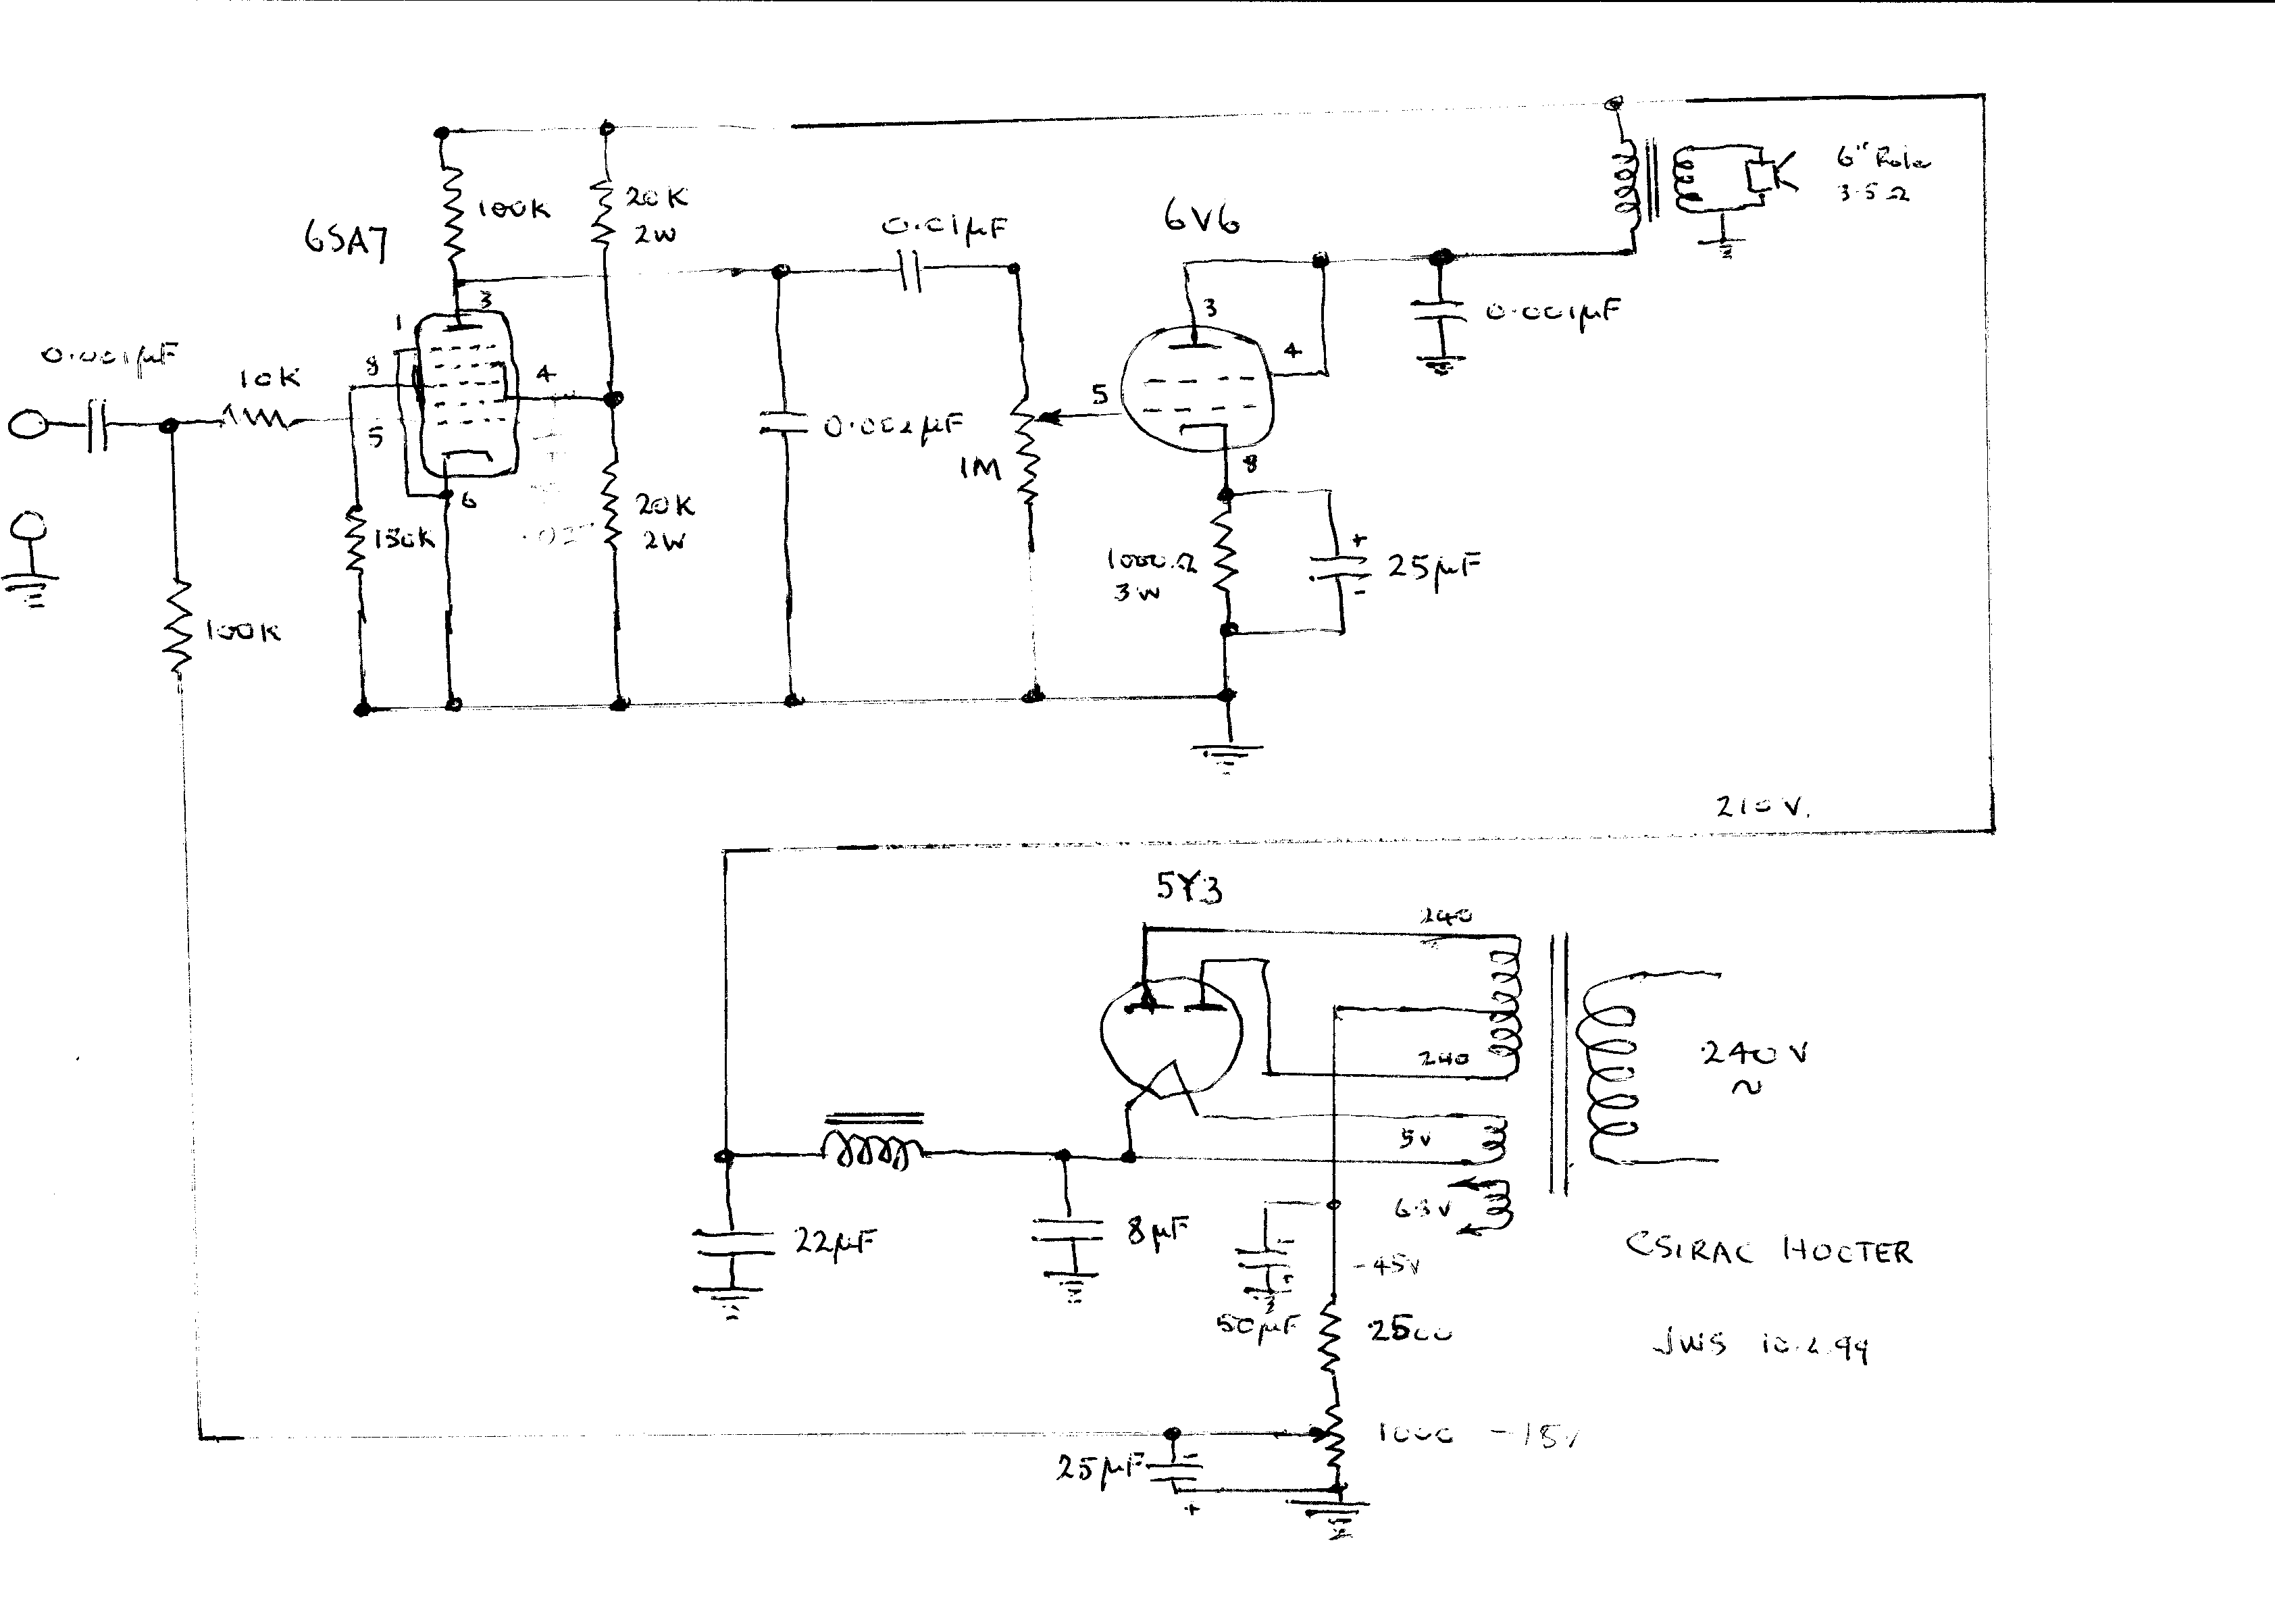 6SA7
100K
20K
2W
0.01µF
6V6
6" Rola
3.5Ω
3
1
8
4
5
6
0.001µF
10K
3
4
5
8
0.001µF
0.002µF
1M
150K
20K
2W
1000Ω
3W
+
-
25µF
100K
210V.
5Y3
240
240
240V
~
5V
6.3V
22µF
8µF
-
+
50µF
-45V
2500
CSIRAC HOOTER
JWS 10.2.99
1000 -15V
25µF
-
+